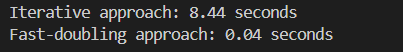 Iterative approach: 8.44 seconds
Fast-doubling approach: 0.04 seconds